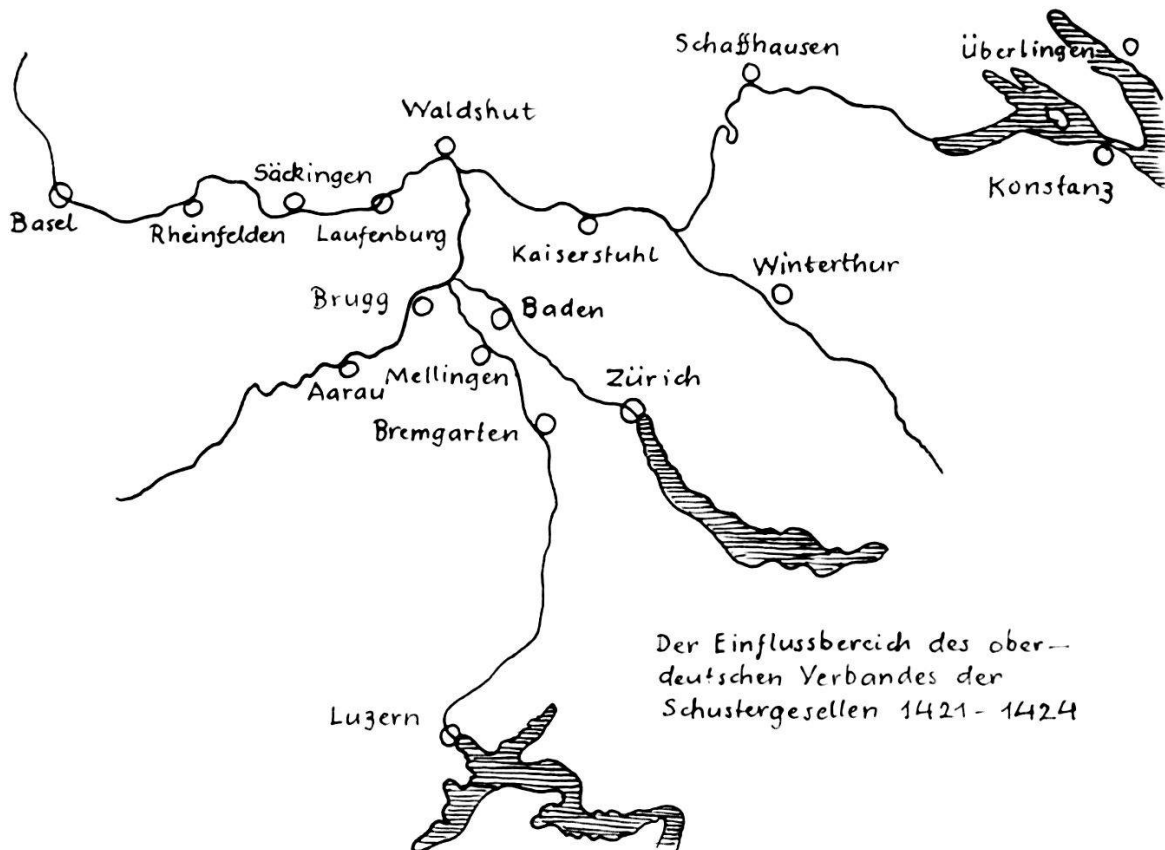 Schaffhausen
Überlingen
Waldshut
Säckingen
Konstanz
Basel
Rheinfelden
Laufenburg
Kaiserstuhl
Winterthur
Brugg
Baden
Aarau
Mellingen
Zürich
Bremgarten
Der Einflussbereich des ober-
deutschen Verbandes der
Schustergesellen 1421 - 1424
Luzern